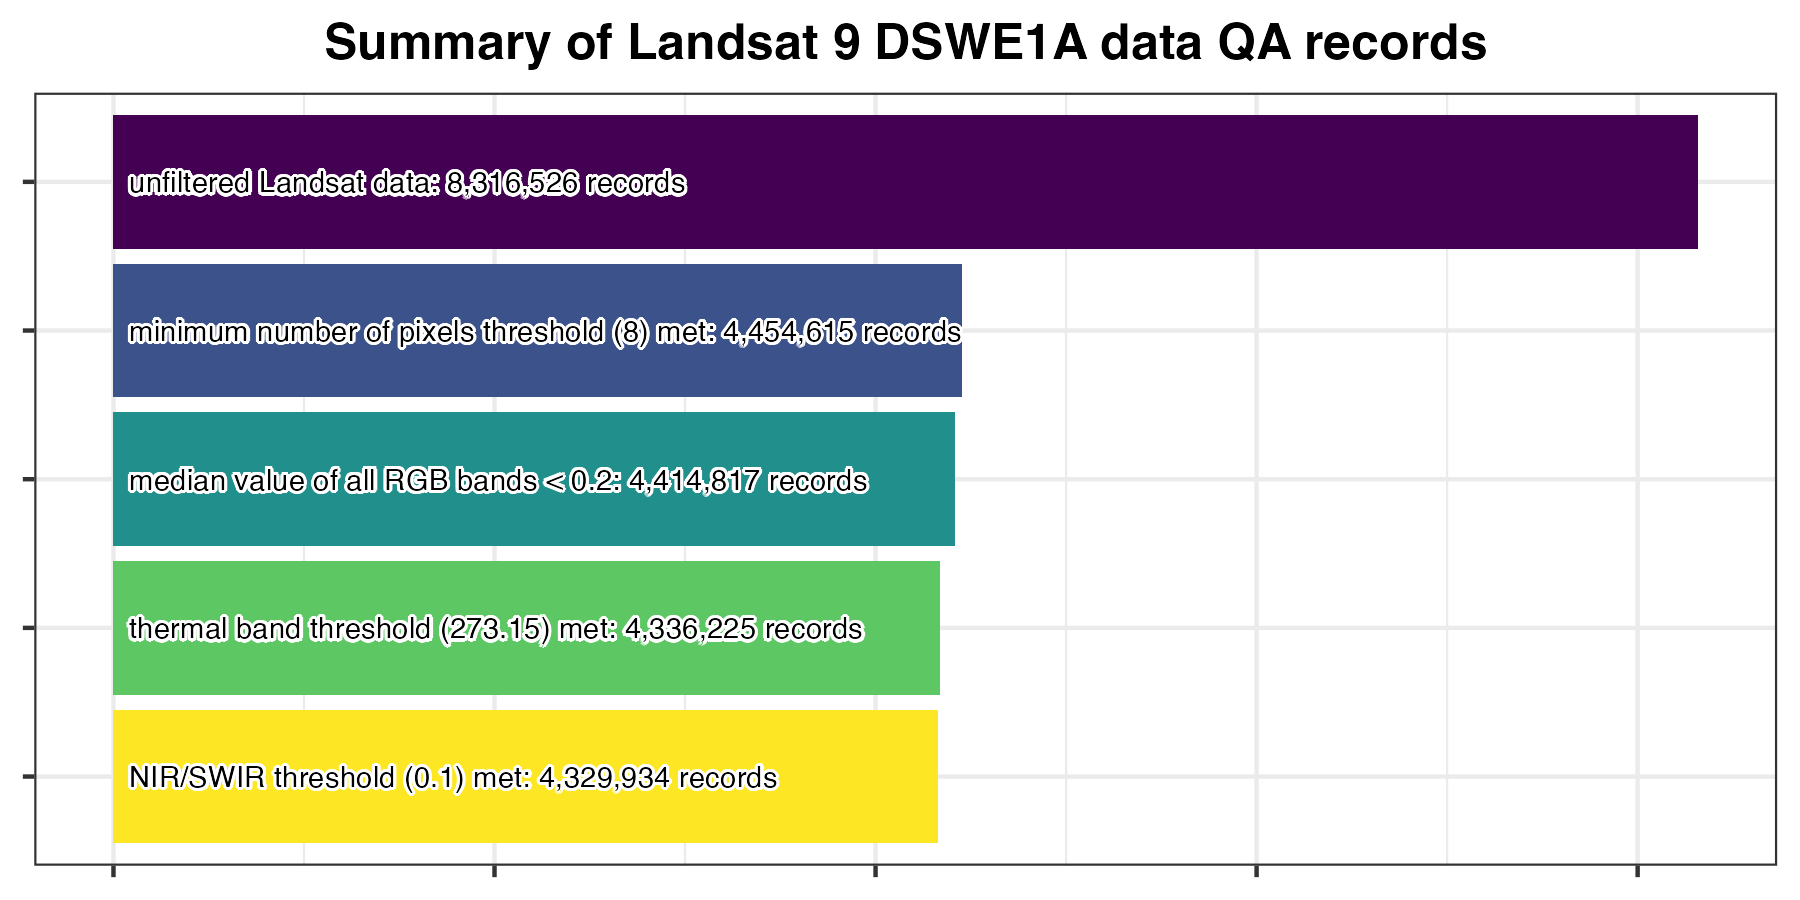 Summary of Landsat 9 DSWE1A data QA records
unfiltered Landsat data: 8,316,526 records
minimum number of pixels threshold (8) met: 4,454,615 records
median value of all RGB bands < 0.2: 4,414,817 records
thermal band threshold (273.15) met: 4,336,225 records
NIR/SWIR threshold (0.1) met: 4,329,934 records